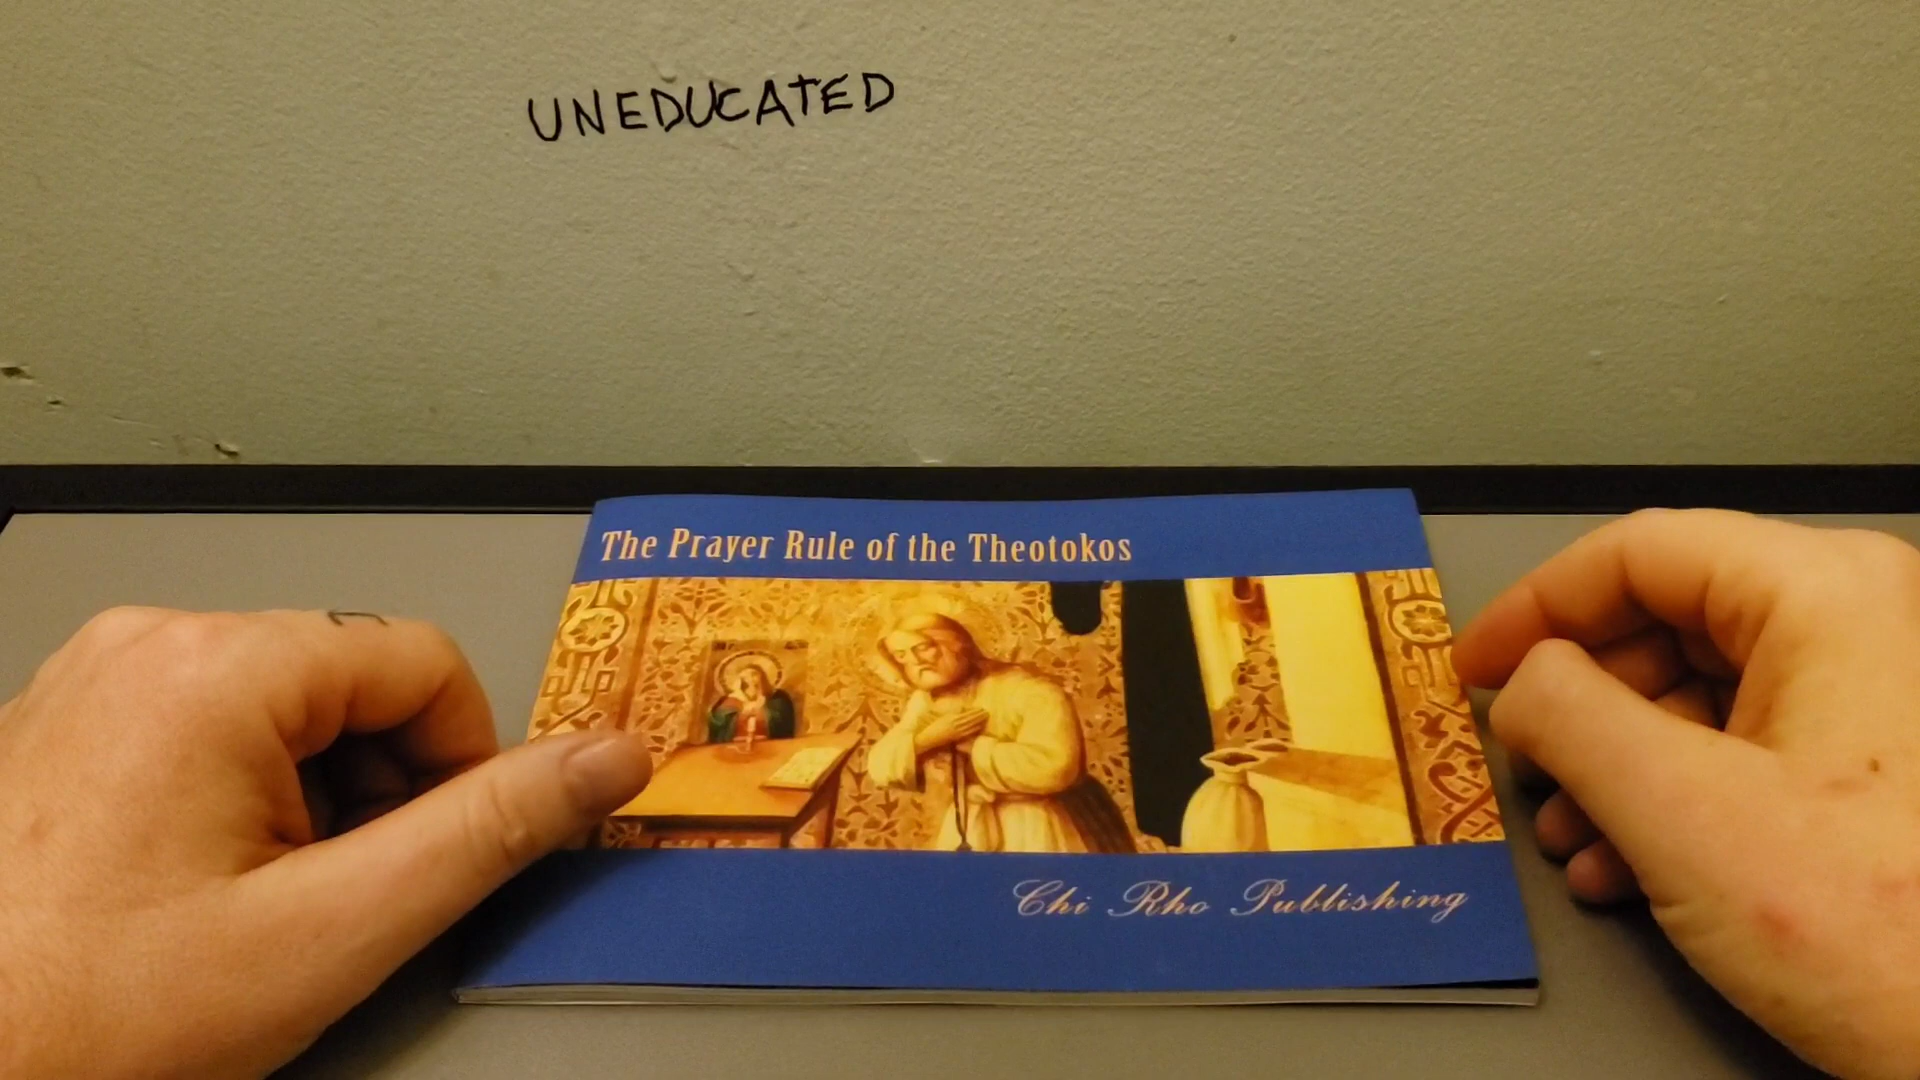 UNEDUCATED
The Prayer Rule of the Theotokos
Chi Rho Publishing